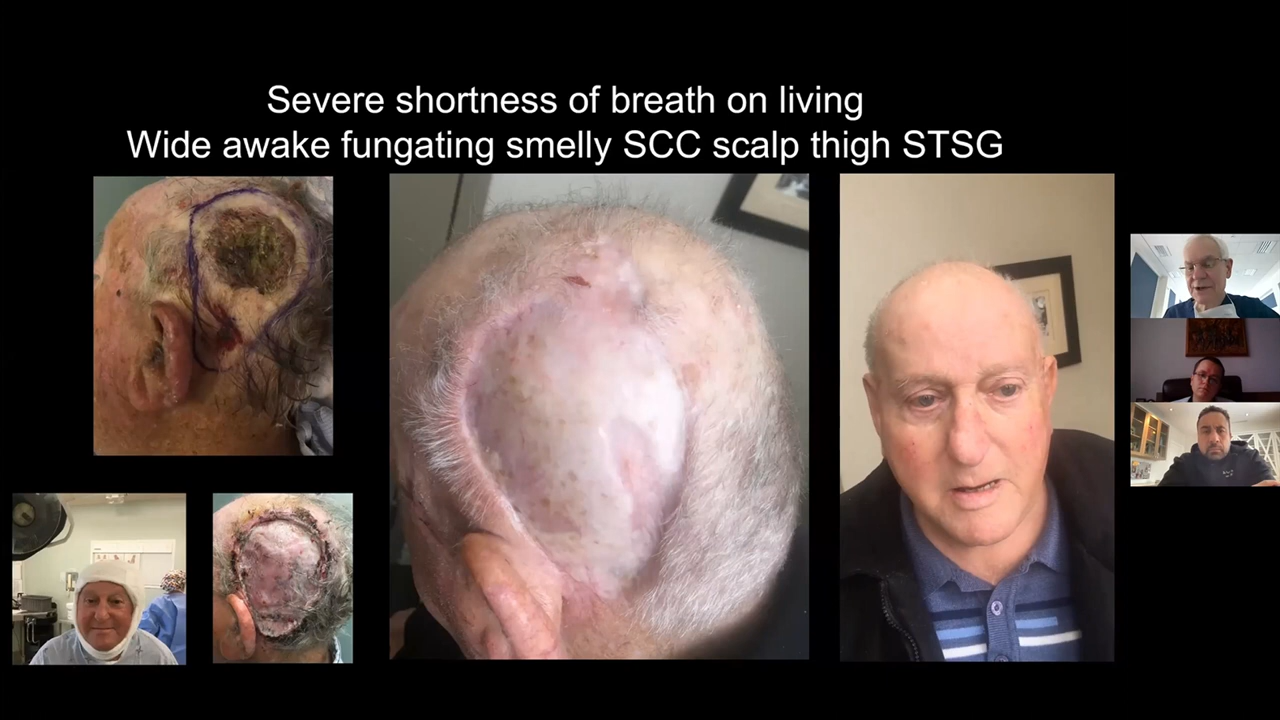 Severe shortness of breath on living
Wide awake fungating smelly SCC scalp thigh STSG